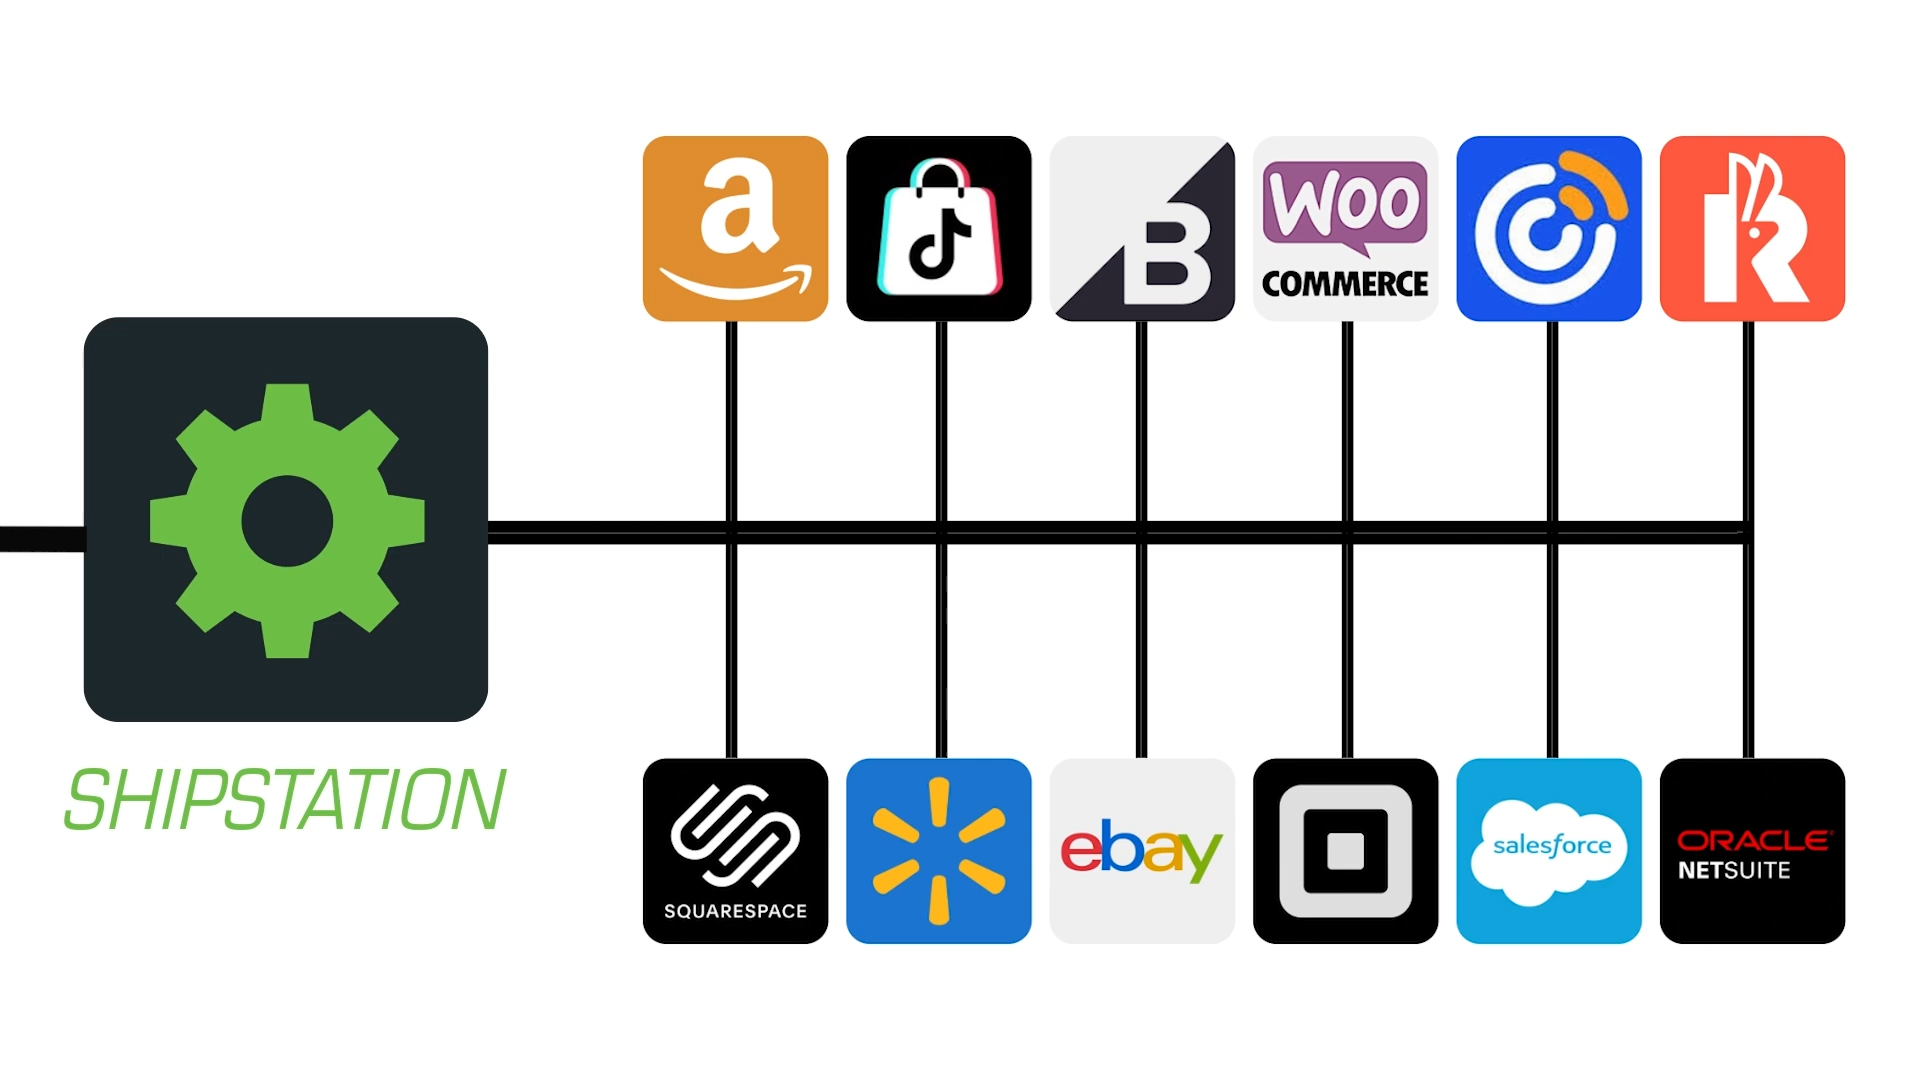 a
B
WOO
COMMERCE
R
SHIPSTATION
SQUARESPACE
ebay
salesforce
ORACLE
NETSUITE